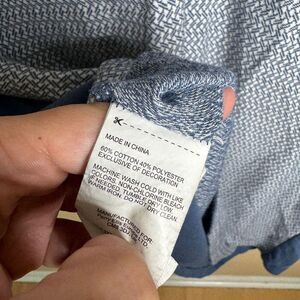 MADE IN CHINA
60% COTTON 40% POLYESTER
EXCLUSIVE OF DECORATION
MACHINE WASH COLD WITH LIKE
COLORS, NON-CHLORINE BLEACH
IF NEEDED, TUMBLE DRY LOW,
WARM IRON, DO NOT DRY CLEAN.
MANUFACTURED FOR: